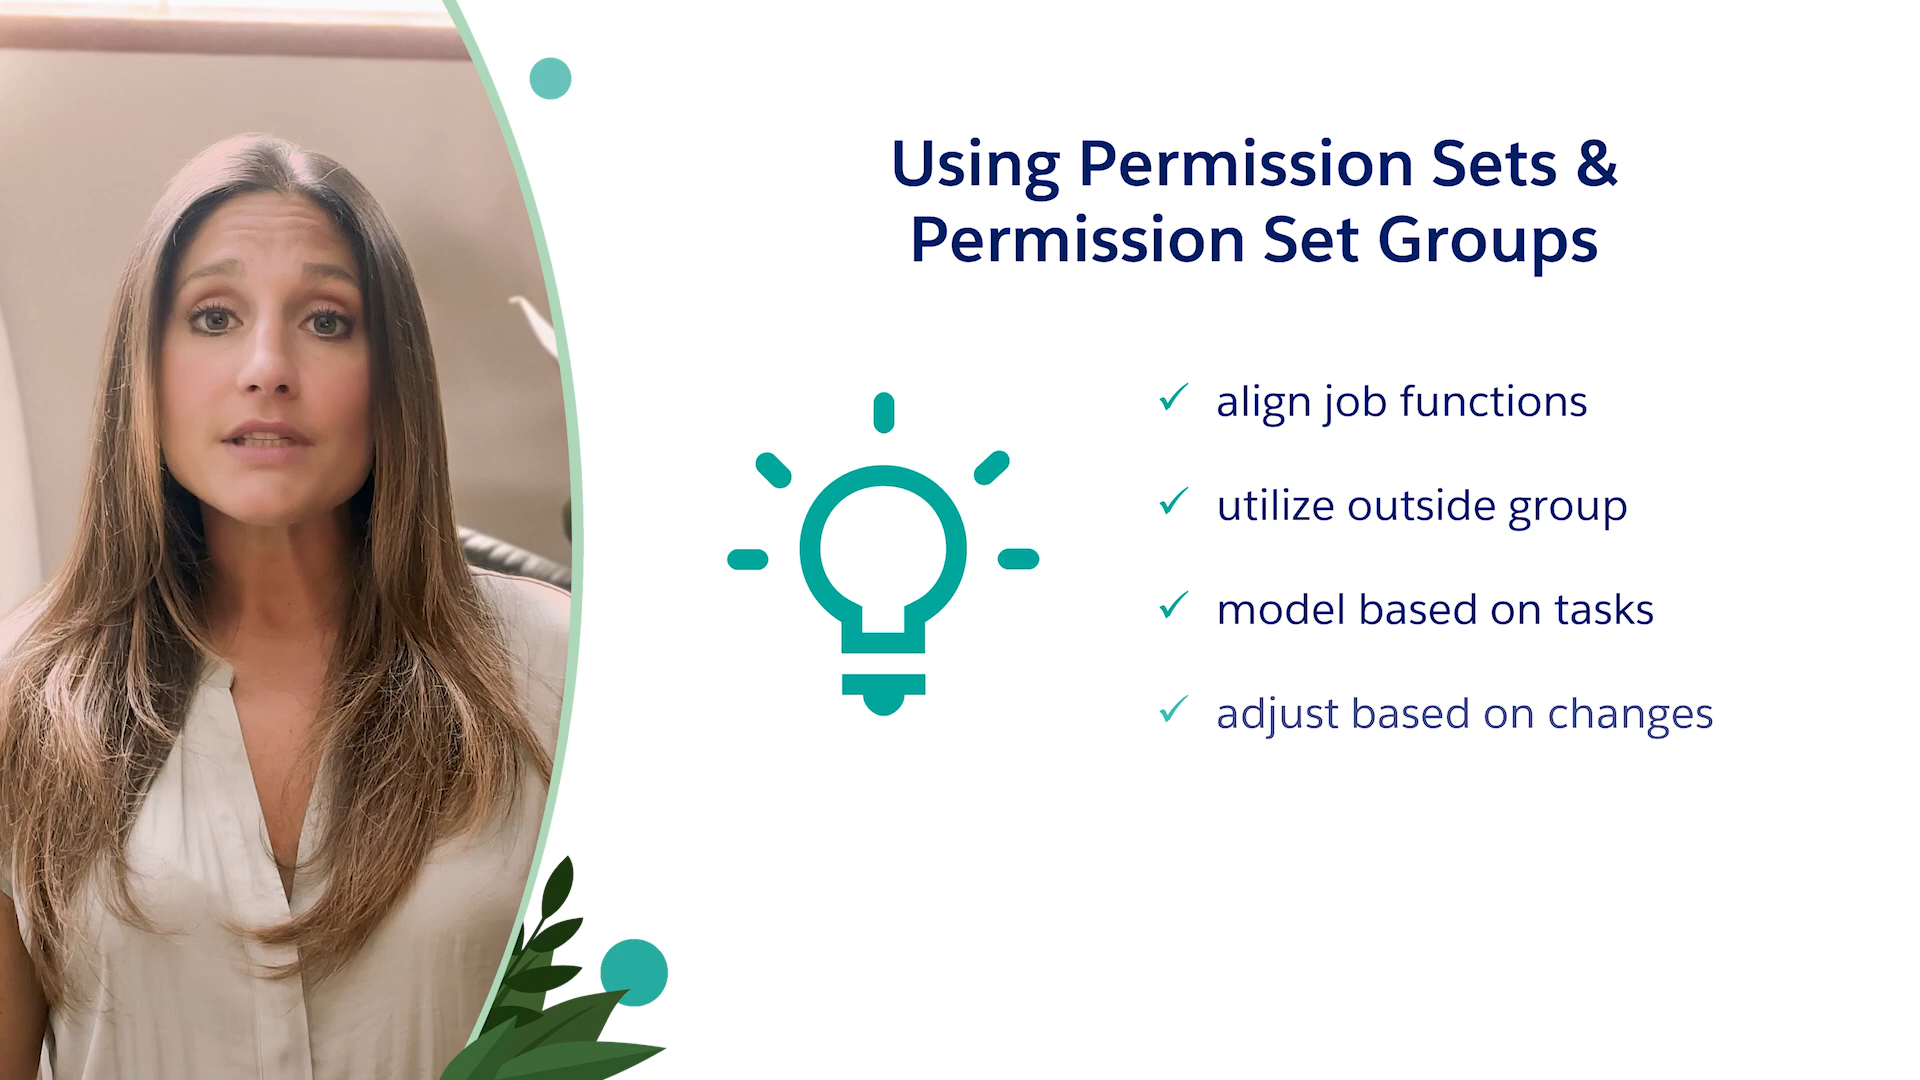 Using Permission Sets &
Permission Set Groups
align job functions
utilize outside group
model based on tasks
adjust based on changes